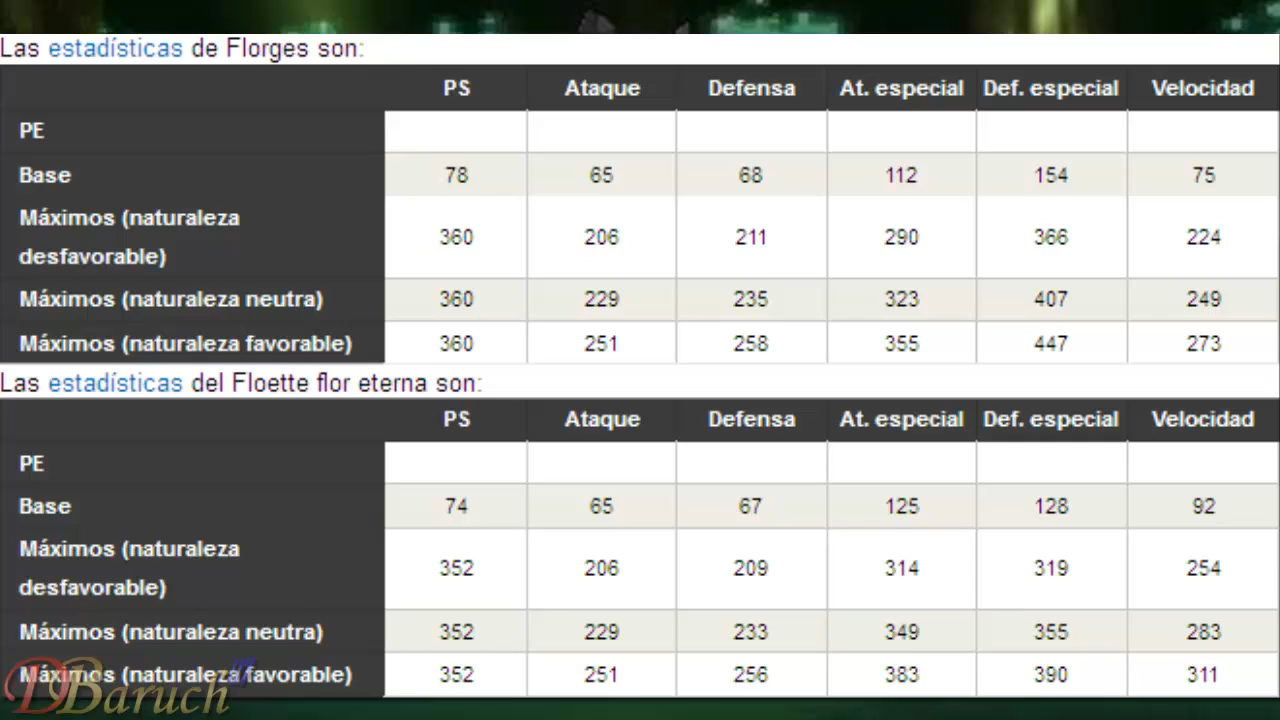 Las estadísticas de Florges son:
PS Ataque Defensa At. especial Def. especial Velocidad
PE
Base 78 65 68 112 154 75
Máximos (naturaleza
desfavorable) 360 206 211 290 366 224
Máximos (naturaleza neutra) 360 229 235 323 407 249
Máximos (naturaleza favorable) 360 251 258 355 447 273
Las estadísticas del Floette flor eterna son:
PS Ataque Defensa At. especial Def. especial Velocidad
PE
Base 74 65 67 125 128 92
Máximos (naturaleza
desfavorable) 352 206 209 314 319 254
Máximos (naturaleza neutra) 352 229 233 349 355 283
Máximos (naturaleza favorable) 352 251 256 383 390 311
DBaruch